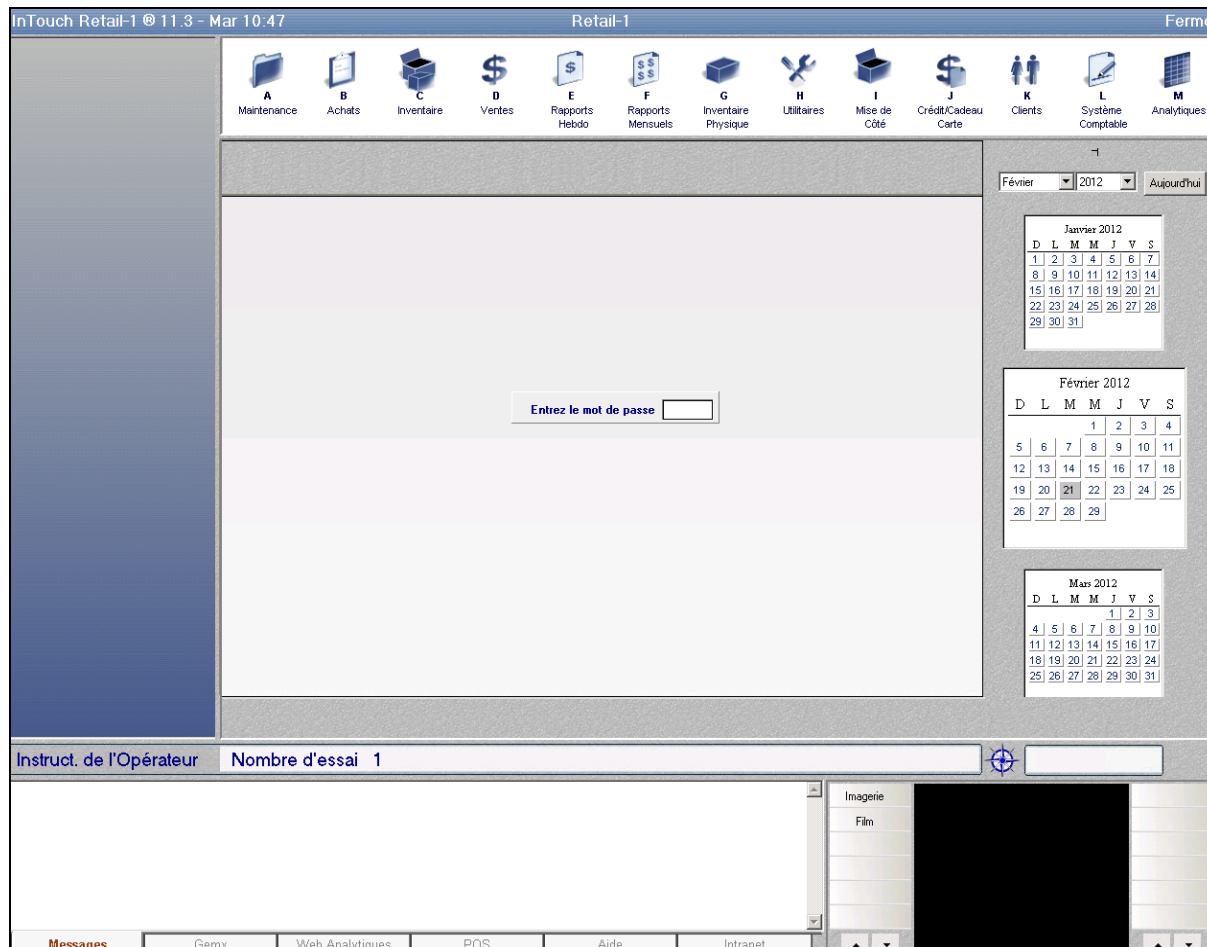 InTouch Retail-1 ® 11.3 - Mar 10:47 Retail-1 Ferme
A B C D E F G H I J K L M
Maintenance Achats Inventaire Ventes Rapports Rapports Inventaire Utilitaires Mise de Crédit/Cadeau Clients Système Analytiques
Hebdo Mensuels Physique Côté Carte Comptable
Février 2012 Aujourd'hui
Janvier 2012
D L M M J V S
1 2 3 4 5 6 7
8 9 10 11 12 13 14
15 16 17 18 19 20 21
22 23 24 25 26 27 28
29 30 31
Entrez le mot de passe
Février 2012
D L M M J V S
1 2 3 4
5 6 7 8 9 10 11
12 13 14 15 16 17 18
19 20 21 22 23 24 25
26 27 28 29
Mars 2012
D L M M J V S
1 2 3
4 5 6 7 8 9 10
11 12 13 14 15 16 17
18 19 20 21 22 23 24
25 26 27 28 29 30 31
Instruct. de l'Opérateur Nombre d'essai 1
Imagerie
Film
Messages Gemx Web Analytiques POS Aide Intranet